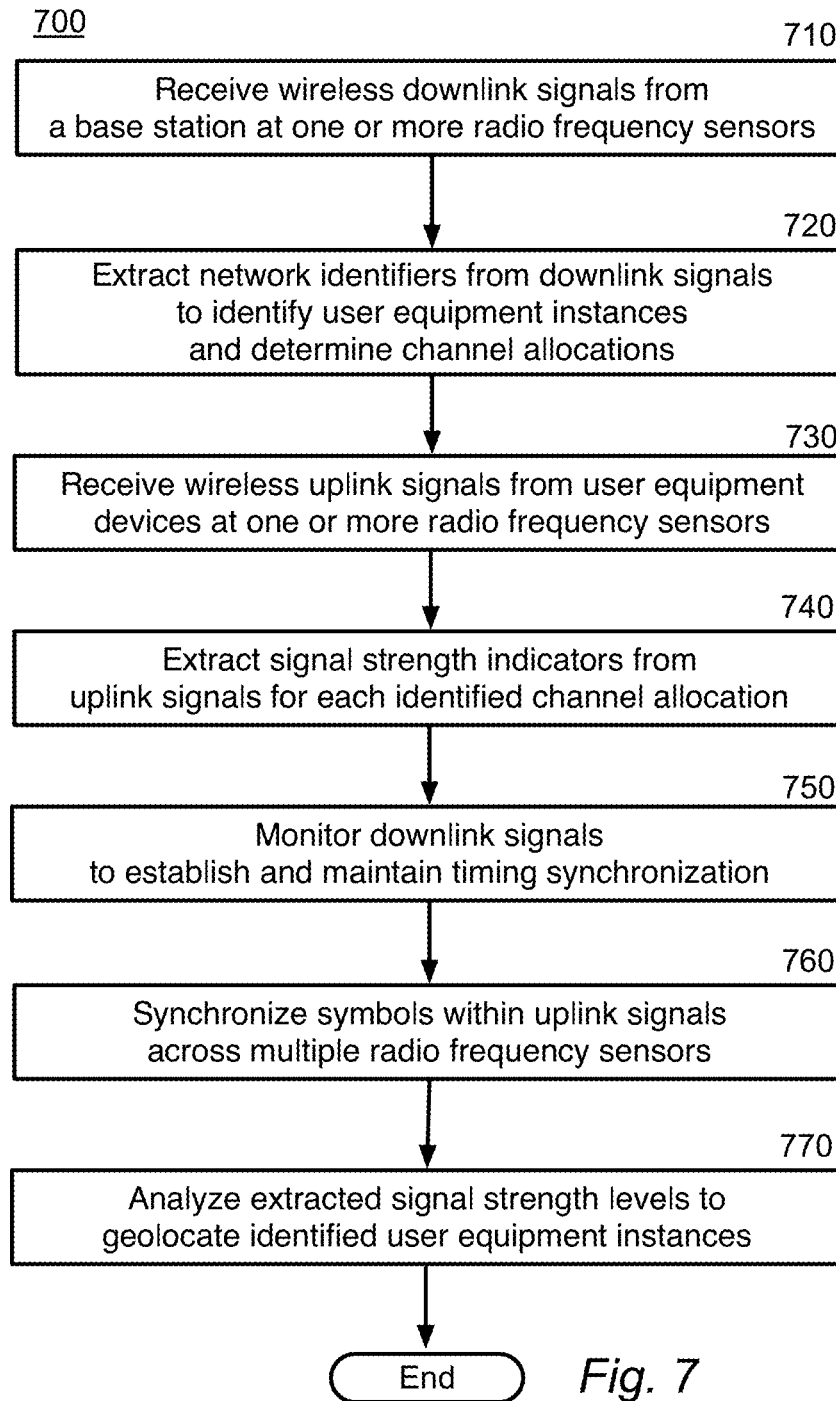 700
710
Receive wireless downlink signals from
a base station at one or more radio frequency sensors
720
Extract network identifiers from downlink signals
to identify user equipment instances
and determine channel allocations
730
Receive wireless uplink signals from user equipment
devices at one or more radio frequency sensors
740
Extract signal strength indicators from
uplink signals for each identified channel allocation
750
Monitor downlink signals
to establish and maintain timing synchronization
760
Synchronize symbols within uplink signals
across multiple radio frequency sensors
770
Analyze extracted signal strength levels to
geolocate identified user equipment instances
End
Fig. 7